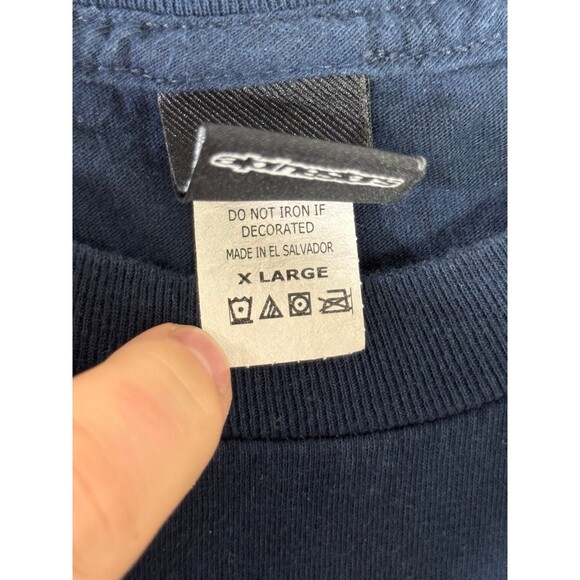 alpinestars
DO NOT IRON IF
DECORATED
MADE IN EL SALVADOR
X LARGE